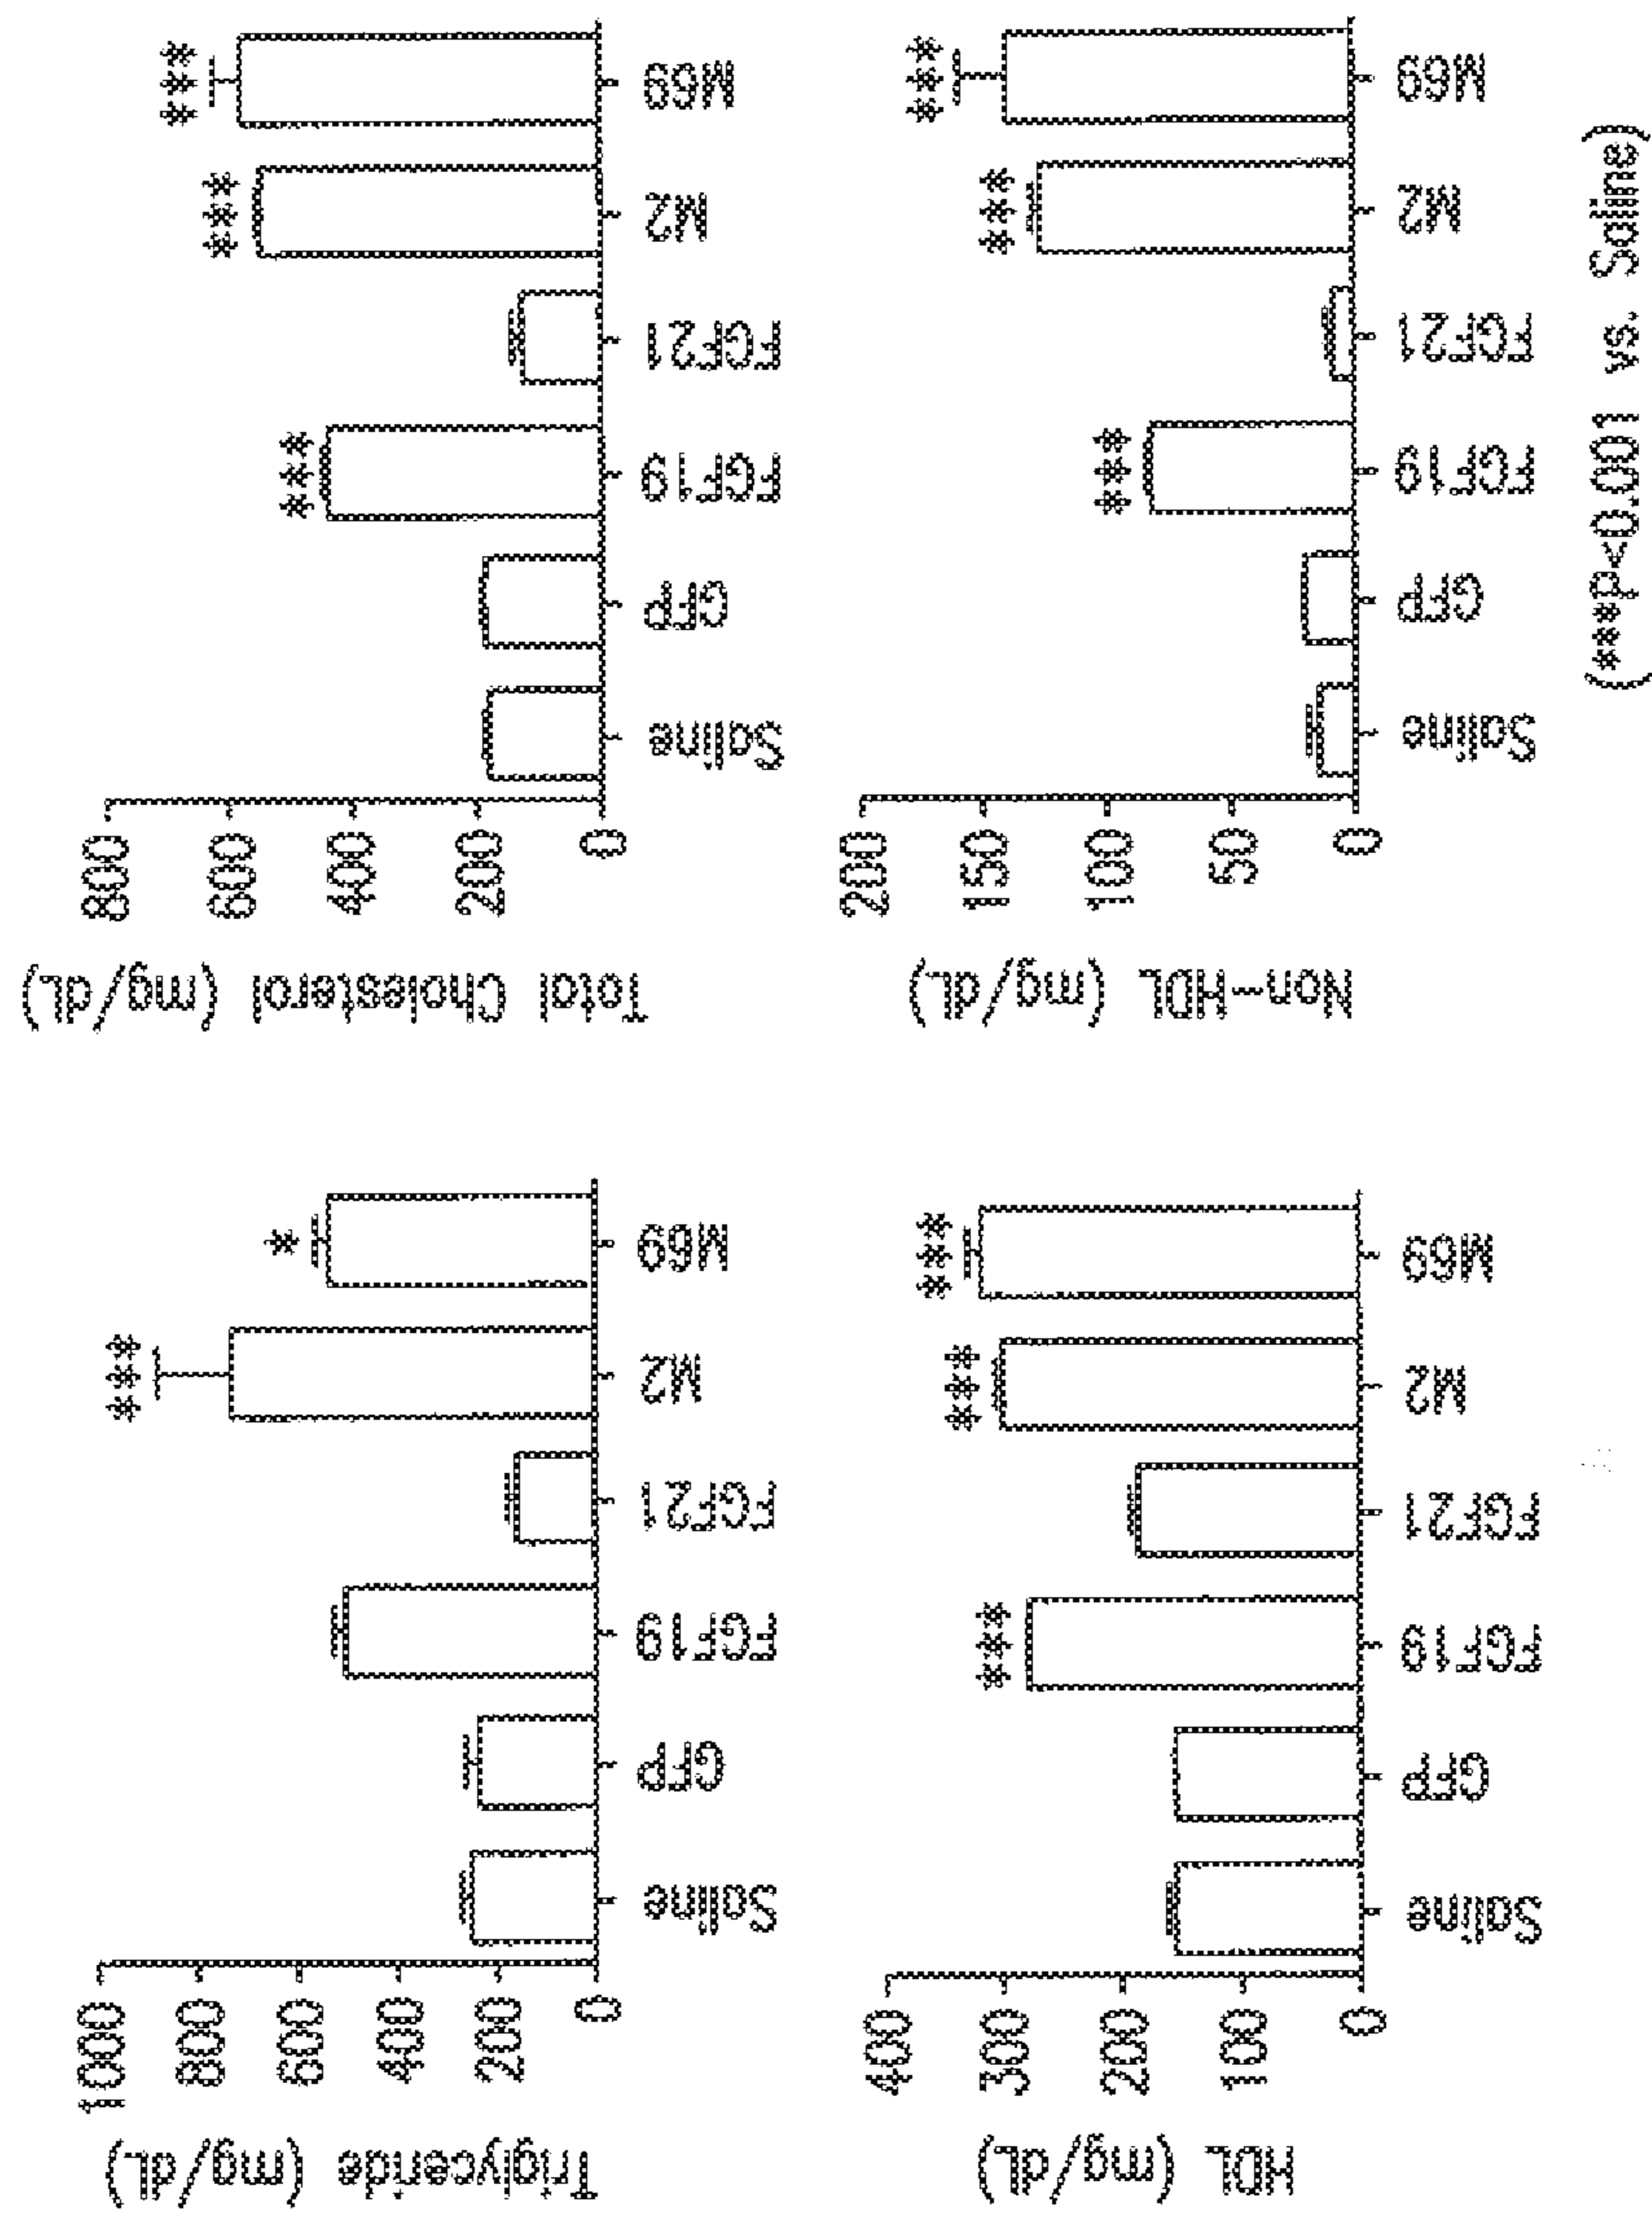 Triglyceride (mg/dL)
1000
800
600
400
200
0
***
*
Saline
GFP
FGF19
FGF21
M2
M69
Total Cholesterol (mg/dL)
800
600
400
200
0
***
***
***
Saline
GFP
FGF19
FGF21
M2
M69
HDL (mg/dL)
400
300
200
100
0
***
***
***
Saline
GFP
FGF19
FGF21
M2
M69
Non-HDL (mg/dL)
200
150
100
50
0
***
***
***
Saline
GFP
FGF19
FGF21
M2
M69
(***p<0.001 vs. Saline)